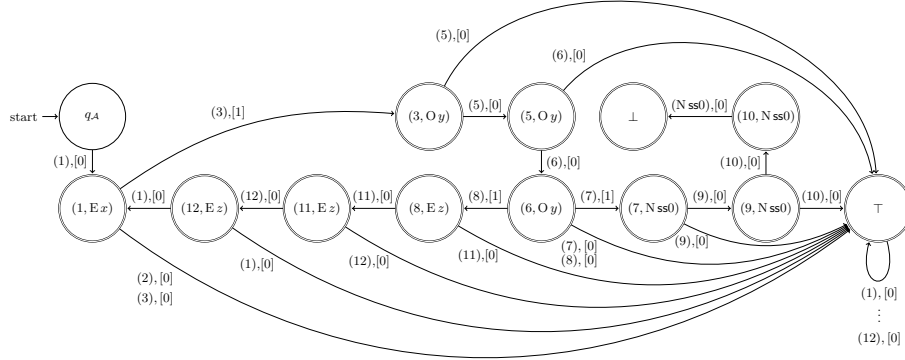 (5),[0]
(6),[0]
(3),[1]
start
q_𝒜
(3, O y)
(5),[0]
(5, O y)
⊥
(N ss0),[0]
(10, N ss0)
(1),[0]
(6),[0]
(10),[0]
(1, E x)
(1),[0]
(12, E z)
(12),[0]
(11, E z)
(11),[0]
(8, E z)
(8),[1]
(6, O y)
(7),[1]
(7, N ss0)
(9),[0]
(9, N ss0)
(10),[0]
⊤
(9),[0]
(7),[0]
(8),[0]
(11),[0]
(12),[0]
(1),[0]
(2),[0]
(3),[0]
(1),[0]
⋮
(12),[0]